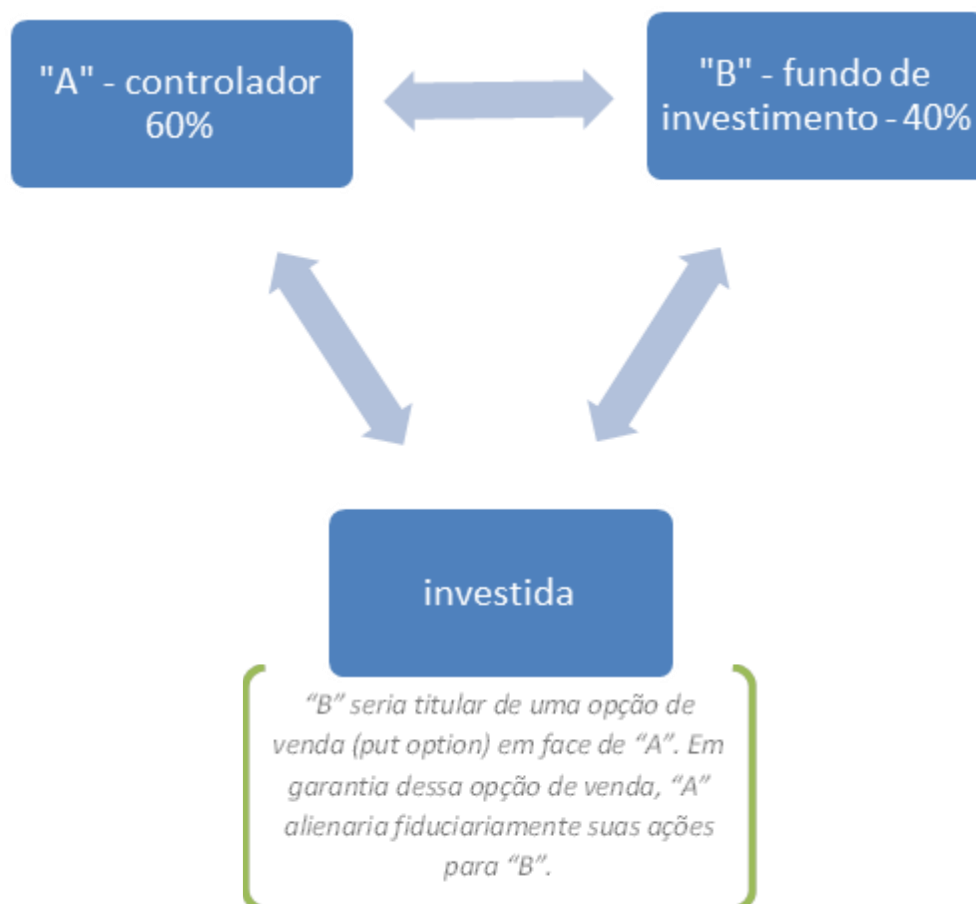 "A" - controlador
60%
"B" - fundo de
investimento - 40%
investida
“B” seria titular de uma opção de
venda (put option) em face de “A”. Em
garantia dessa opção de venda, “A”
alienaria fiduciariamente suas ações
para “B”.